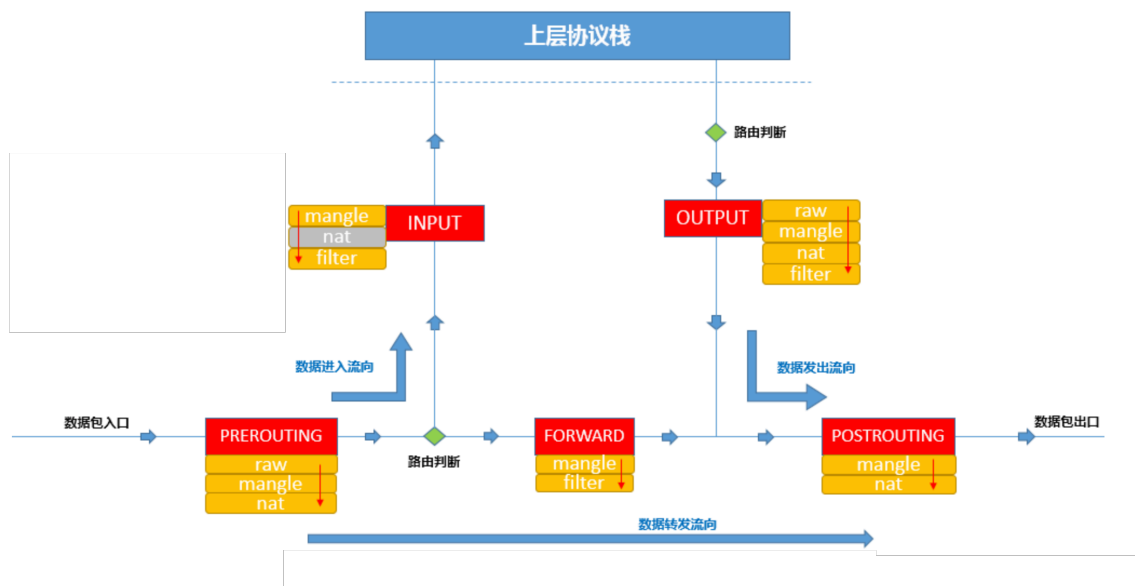 上层协议栈
路由判断
mangle
nat
filter
INPUT
OUTPUT
raw
mangle
nat
filter
数据进入流向
数据发出流向
数据包入口
PREROUTING
raw
mangle
nat
路由判断
FORWARD
mangle
filter
POSTROUTING
mangle
nat
数据包出口
数据转发流向